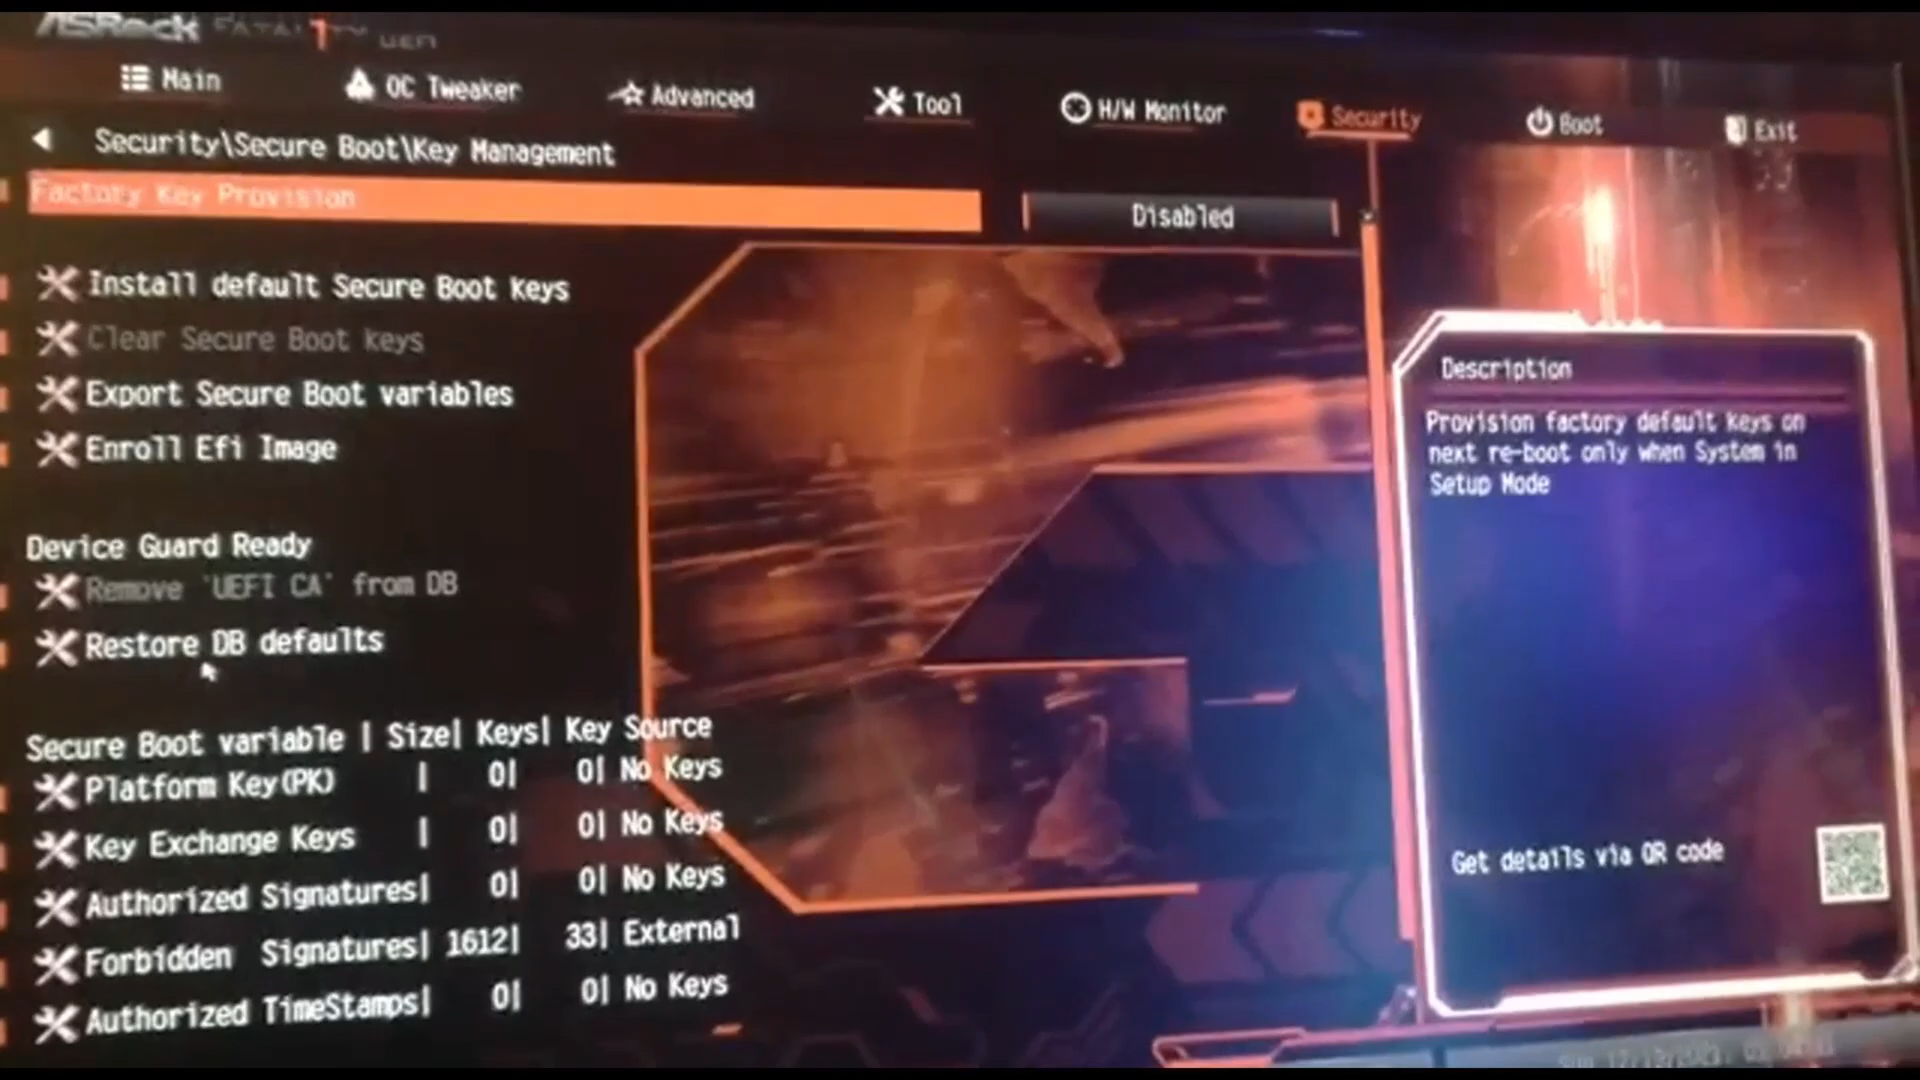 ASRock FATAL1TY UEFI
Main
OC Tweaker
Advanced
Tool
H/W Monitor
Security
Boot
Exit
Security\Secure Boot\Key Management
Factory Key Provision
Disabled
Install default Secure Boot keys
Clear Secure Boot keys
Export Secure Boot variables
Enroll Efi Image
Device Guard Ready
Remove 'UEFI CA' from DB
Restore DB defaults
Secure Boot variable | Size| Keys| Key Source
Platform Key(PK) | 0| 0| No Keys
Key Exchange Keys | 0| 0| No Keys
Authorized Signatures| 0| 0| No Keys
Forbidden Signatures| 1612| 33| External
Authorized TimeStamps| 0| 0| No Keys
Description
Provision factory default keys on
next re-boot only when System in
Setup Mode
Get details via QR code
Sun